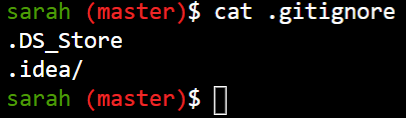 sarah (master)$ cat .gitignore
.DS_Store
.idea/
sarah (master)$